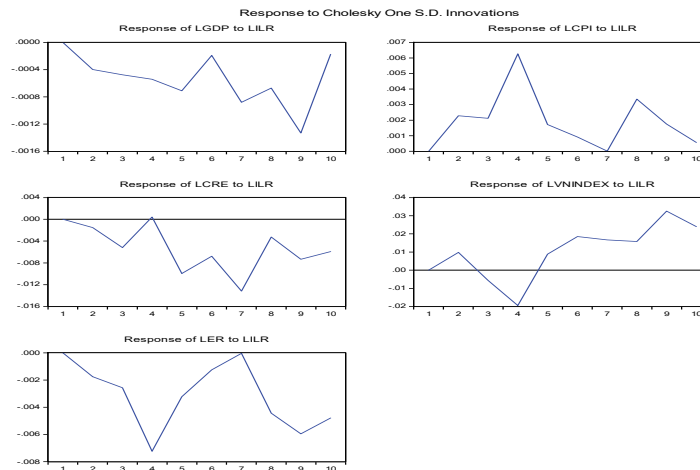 Response to Cholesky One S.D. Innovations
Response of LGDP to LILR
.0000
-.0004
-.0008
-.0012
-.0016
1 2 3 4 5 6 7 8 9 10
Response of LCPI to LILR
.007
.006
.005
.004
.003
.002
.001
.000
1 2 3 4 5 6 7 8 9 10
Response of LCRE to LILR
.004
.000
-.004
-.008
-.012
-.016
1 2 3 4 5 6 7 8 9 10
Response of LVNINDEX to LILR
.04
.03
.02
.01
.00
-.01
-.02
1 2 3 4 5 6 7 8 9 10
Response of LER to LILR
.000
-.002
-.004
-.006
-.008
1 2 3 4 5 6 7 8 9 10